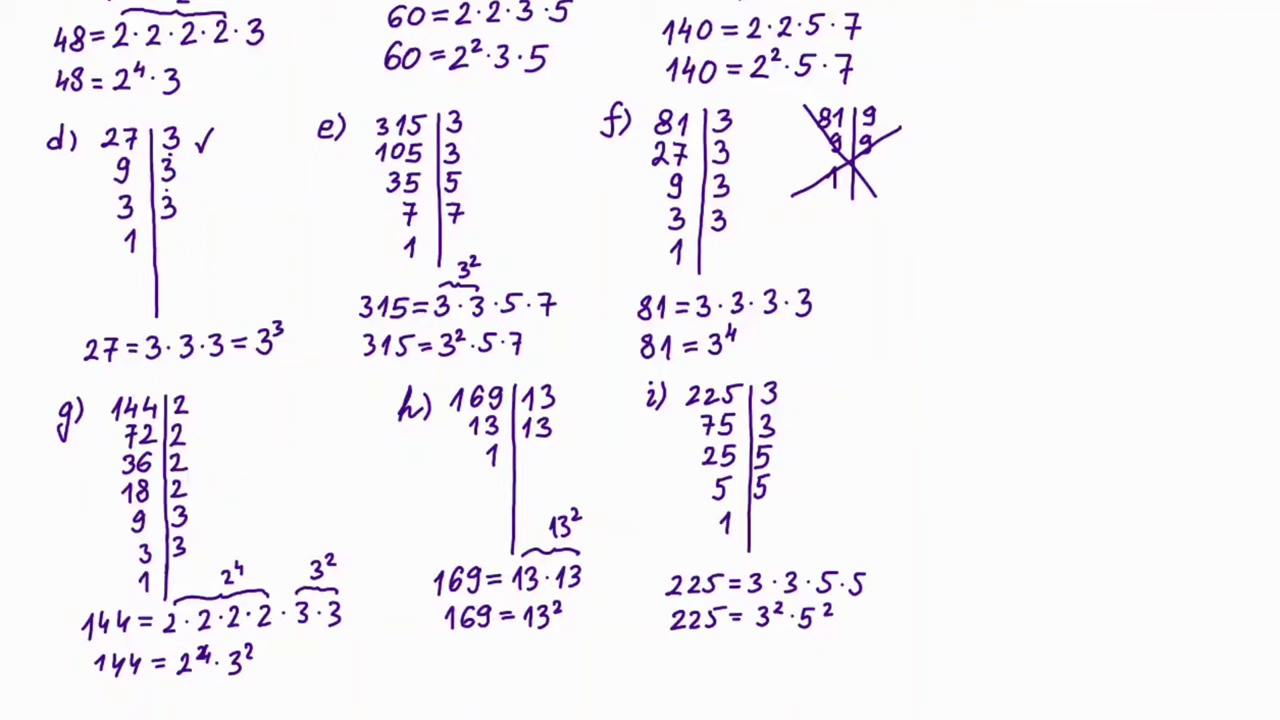 48 = 2 · 2 · 2 · 2 · 3
48 = 2⁴ · 3
60 = 2 · 2 · 3 · 5
60 = 2² · 3 · 5
140 = 2 · 2 · 5 · 7
140 = 2² · 5 · 7
d) 27 | 3 ✓
9 | 3
3 | 3
1
27 = 3 · 3 · 3 = 3³
e) 315 | 3
105 | 3
35 | 5
7 | 7
1
3²
315 = 3 · 3 · 5 · 7
315 = 3² · 5 · 7
f) 81 | 3
27 | 3
9 | 3
3 | 3
1
81 = 3 · 3 · 3 · 3
81 = 3⁴
81 | 9
9 | 9
1
g) 144 | 2
72 | 2
36 | 2
18 | 2
9 | 3
3 | 3
1
2⁴ 3²
144 = 2 · 2 · 2 · 2 · 3 · 3
144 = 2⁴ · 3²
h) 169 | 13
13 | 13
1
13²
169 = 13 · 13
169 = 13²
i) 225 | 3
75 | 3
25 | 5
5 | 5
1
225 = 3 · 3 · 5 · 5
225 = 3² · 5²